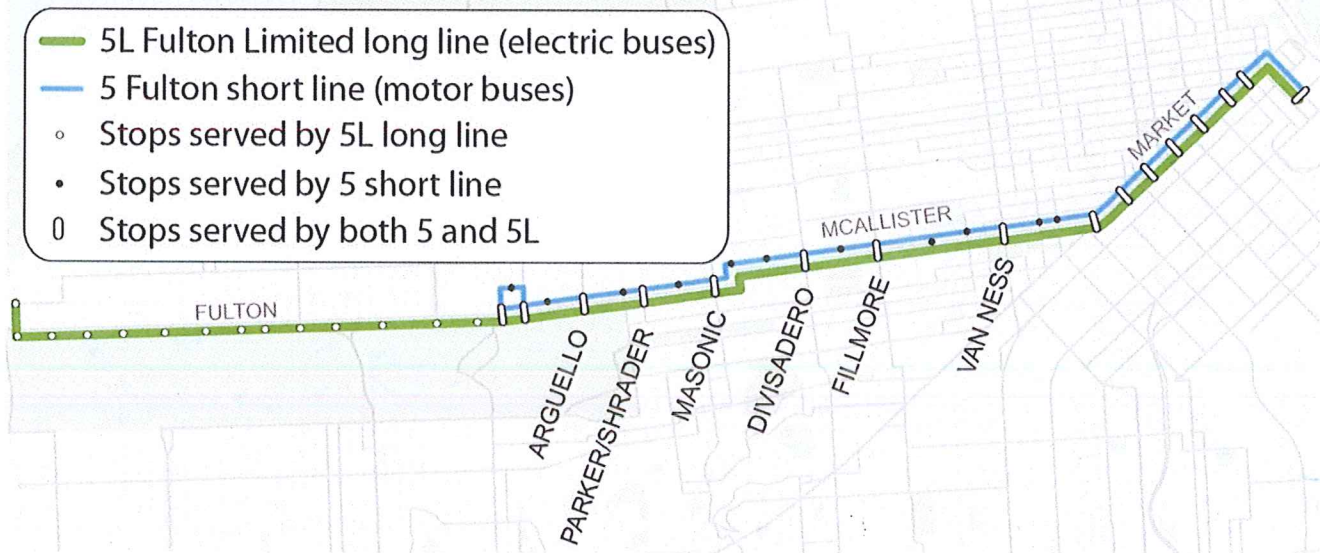 5L Fulton Limited long line (electric buses)
5 Fulton short line (motor buses)
Stops served by 5L long line
Stops served by 5 short line
Stops served by both 5 and 5L
MARKET
MCALLISTER
FULTON
ARGUELLO
PARKER/SHRADER
MASONIC
DIVISADERO
FILLMORE
VAN NESS